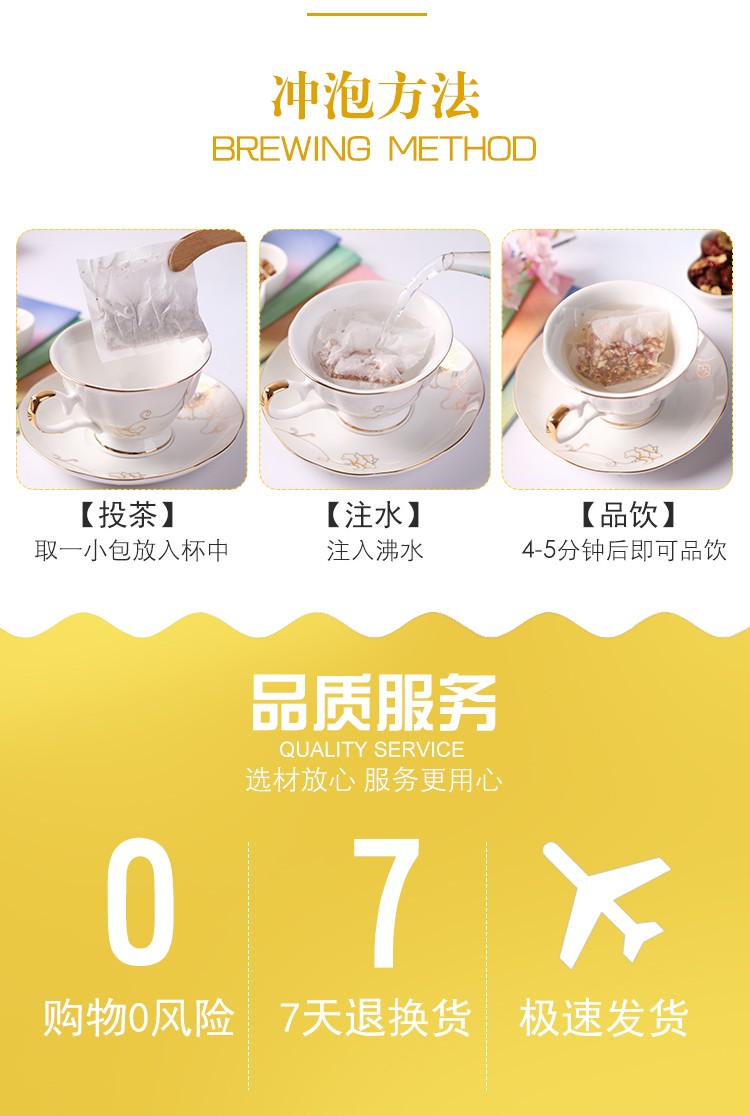 冲泡方法
BREWING METHOD
【投茶】
取一小包放入杯中
【注水】
注入沸水
【品饮】
4-5分钟后即可品饮
品质服务
QUALITY SERVICE
选材放心 服务更用心
0
购物0风险
7
7天退换货
极速发货